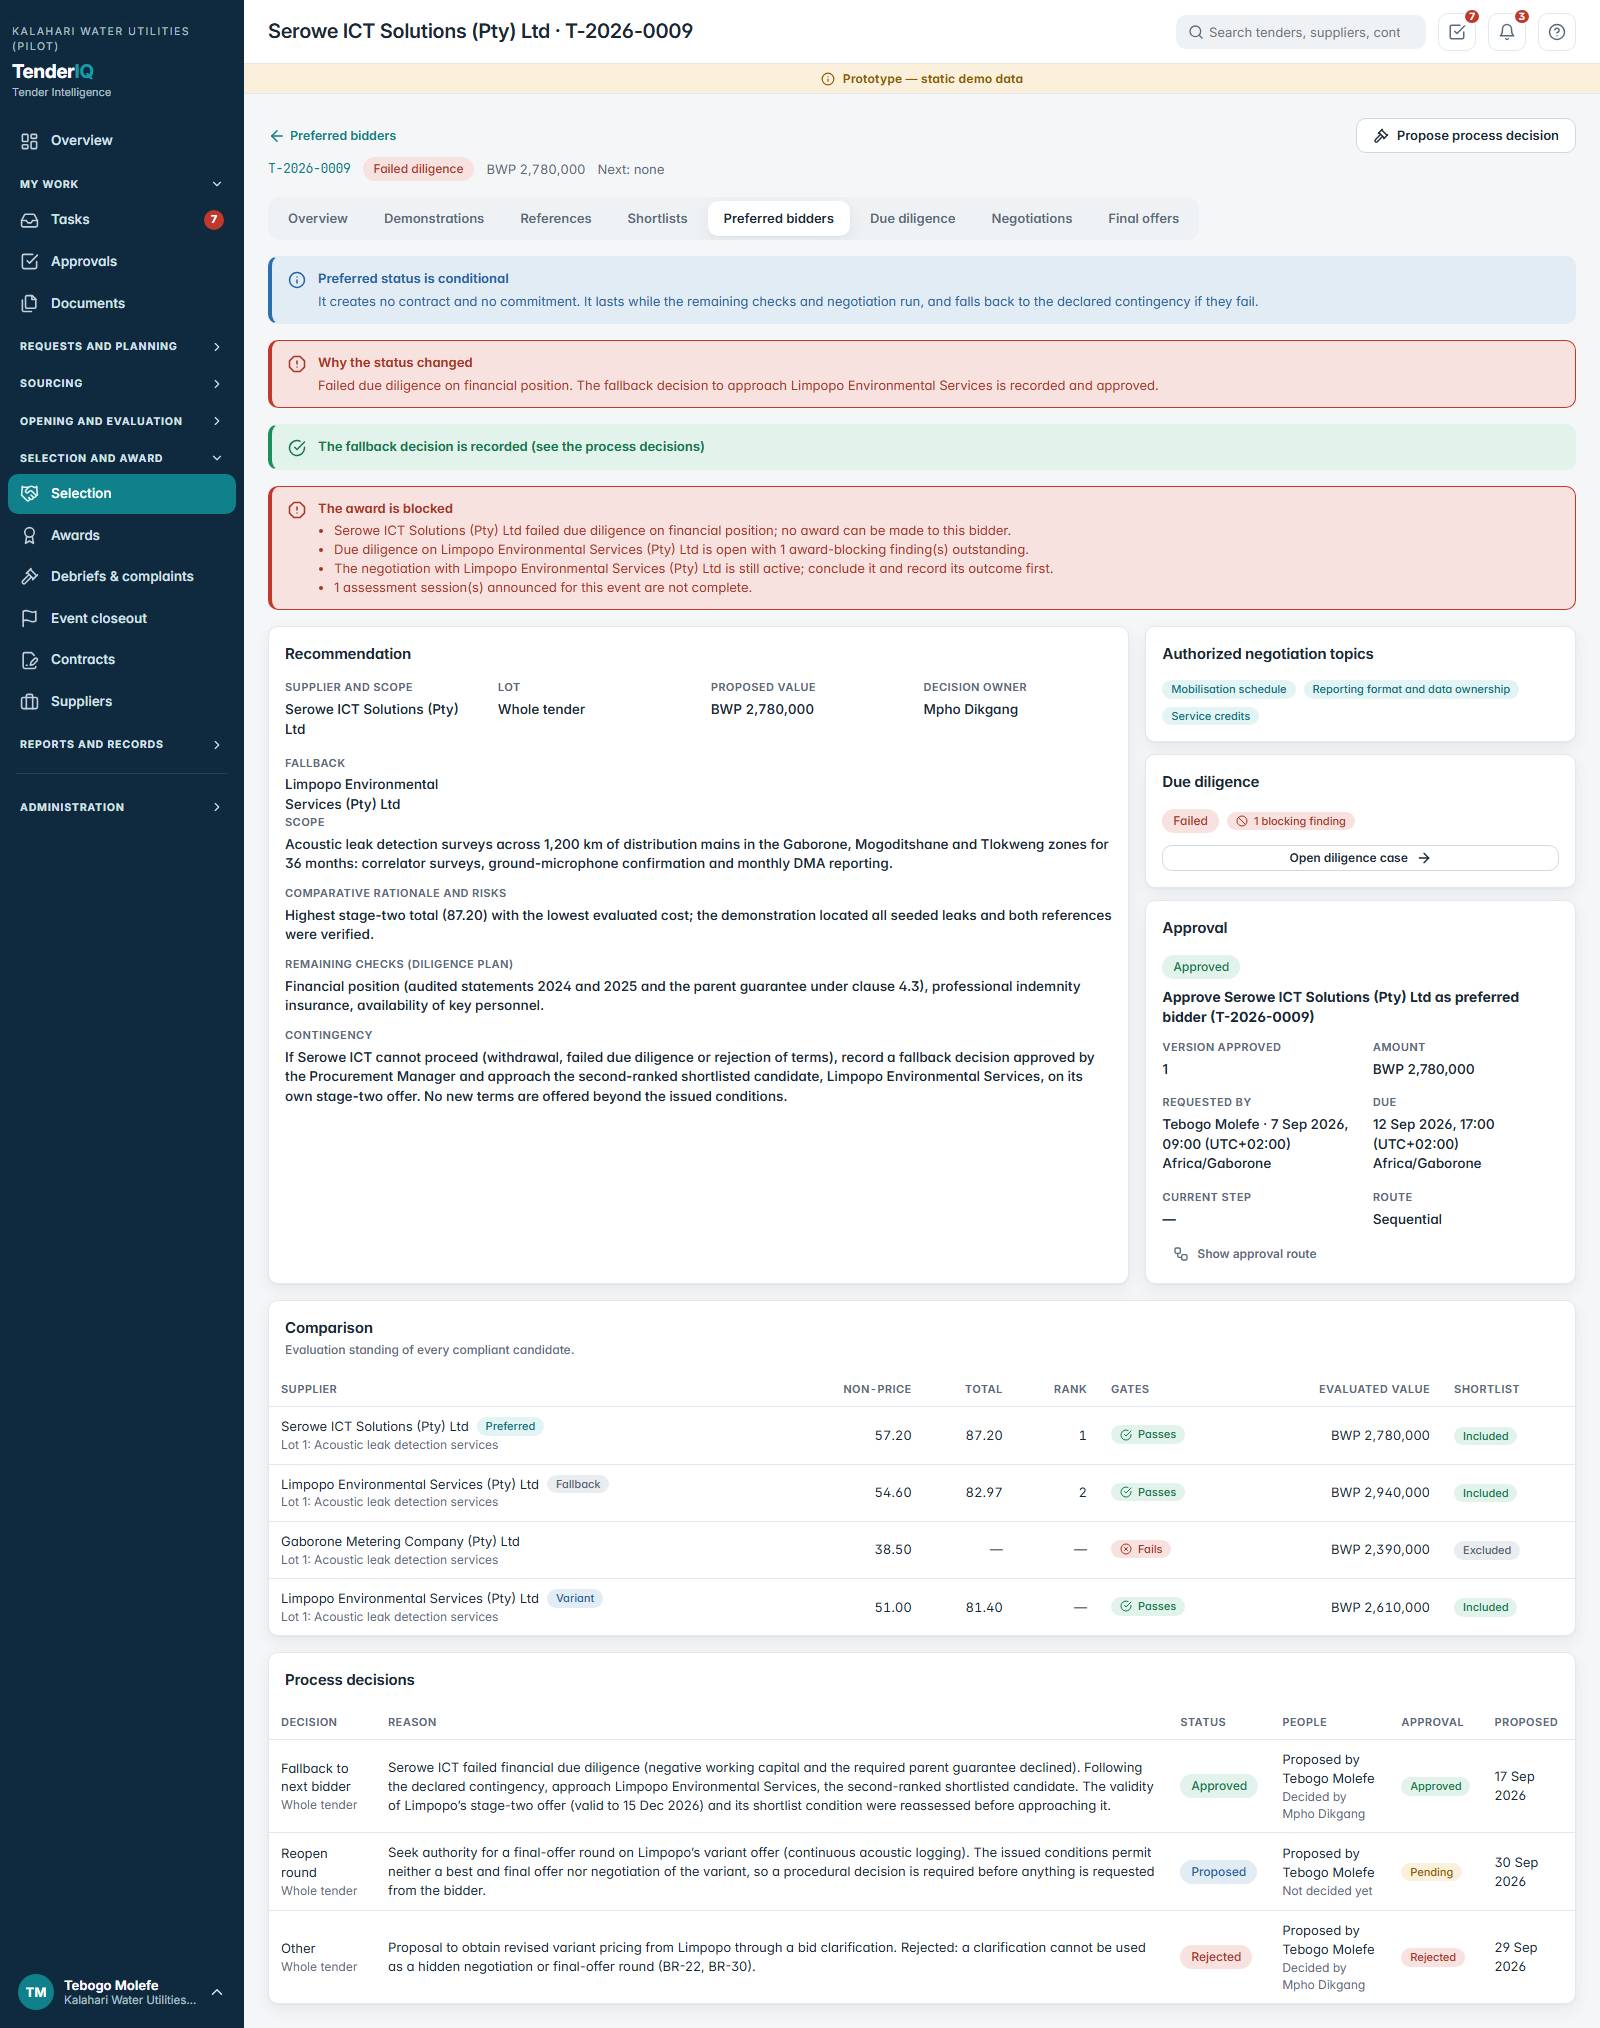 KALAHARI WATER UTILITIES
(PILOT)
TenderIQ
Tender Intelligence
Overview
MY WORK
Tasks 7
Approvals
Documents
REQUESTS AND PLANNING
SOURCING
OPENING AND EVALUATION
SELECTION AND AWARD
Selection
Awards
Debriefs & complaints
Event closeout
Contracts
Suppliers
REPORTS AND RECORDS
ADMINISTRATION
TM
Tebogo Molefe
Kalahari Water Utilities...
Serowe ICT Solutions (Pty) Ltd · T-2026-0009
Search tenders, suppliers, cont
7
3
Prototype — static demo data
Preferred bidders
Propose process decision
T-2026-0009 Failed diligence BWP 2,780,000 Next: none
Overview Demonstrations References Shortlists Preferred bidders Due diligence Negotiations Final offers
Preferred status is conditional
It creates no contract and no commitment. It lasts while the remaining checks and negotiation run, and falls back to the declared contingency if they fail.
Why the status changed
Failed due diligence on financial position. The fallback decision to approach Limpopo Environmental Services is recorded and approved.
The fallback decision is recorded (see the process decisions)
The award is blocked
• Serowe ICT Solutions (Pty) Ltd failed due diligence on financial position; no award can be made to this bidder.
• Due diligence on Limpopo Environmental Services (Pty) Ltd is open with 1 award-blocking finding(s) outstanding.
• The negotiation with Limpopo Environmental Services (Pty) Ltd is still active; conclude it and record its outcome first.
• 1 assessment session(s) announced for this event are not complete.
Recommendation
SUPPLIER AND SCOPE LOT PROPOSED VALUE DECISION OWNER
Serowe ICT Solutions (Pty) Whole tender BWP 2,780,000 Mpho Dikgang
Ltd
FALLBACK
Limpopo Environmental
Services (Pty) Ltd
SCOPE
Acoustic leak detection surveys across 1,200 km of distribution mains in the Gaborone, Mogoditshane and Tlokweng zones for
36 months: correlator surveys, ground-microphone confirmation and monthly DMA reporting.
COMPARATIVE RATIONALE AND RISKS
Highest stage-two total (87.20) with the lowest evaluated cost; the demonstration located all seeded leaks and both references
were verified.
REMAINING CHECKS (DILIGENCE PLAN)
Financial position (audited statements 2024 and 2025 and the parent guarantee under clause 4.3), professional indemnity
insurance, availability of key personnel.
CONTINGENCY
If Serowe ICT cannot proceed (withdrawal, failed due diligence or rejection of terms), record a fallback decision approved by
the Procurement Manager and approach the second-ranked shortlisted candidate, Limpopo Environmental Services, on its
own stage-two offer. No new terms are offered beyond the issued conditions.
Authorized negotiation topics
Mobilisation schedule Reporting format and data ownership
Service credits
Due diligence
Failed 1 blocking finding
Open diligence case
Approval
Approved
Approve Serowe ICT Solutions (Pty) Ltd as preferred
bidder (T-2026-0009)
VERSION APPROVED AMOUNT
1 BWP 2,780,000
REQUESTED BY DUE
Tebogo Molefe · 7 Sep 2026, 12 Sep 2026, 17:00
09:00 (UTC+02:00) (UTC+02:00)
Africa/Gaborone Africa/Gaborone
CURRENT STEP ROUTE
— Sequential
Show approval route
Comparison
Evaluation standing of every compliant candidate.
SUPPLIER NON-PRICE TOTAL RANK GATES EVALUATED VALUE SHORTLIST
Serowe ICT Solutions (Pty) Ltd Preferred 57.20 87.20 1 Passes BWP 2,780,000 Included
Lot 1: Acoustic leak detection services
Limpopo Environmental Services (Pty) Ltd Fallback 54.60 82.97 2 Passes BWP 2,940,000 Included
Lot 1: Acoustic leak detection services
Gaborone Metering Company (Pty) Ltd 38.50 — — Fails BWP 2,390,000 Excluded
Lot 1: Acoustic leak detection services
Limpopo Environmental Services (Pty) Ltd Variant 51.00 81.40 — Passes BWP 2,610,000 Included
Lot 1: Acoustic leak detection services
Process decisions
DECISION REASON STATUS PEOPLE APPROVAL PROPOSED
Fallback to
next bidder
Whole tender
Serowe ICT failed financial due diligence (negative working capital and the required parent guarantee declined). Following
the declared contingency, approach Limpopo Environmental Services, the second-ranked shortlisted candidate. The validity
of Limpopo's stage-two offer (valid to 15 Dec 2026) and its shortlist condition were reassessed before approaching it.
Approved
Proposed by
Tebogo Molefe
Decided by
Mpho Dikgang
Approved
17 Sep
2026
Reopen
round
Whole tender
Seek authority for a final-offer round on Limpopo's variant offer (continuous acoustic logging). The issued conditions permit
neither a best and final offer nor negotiation of the variant, so a procedural decision is required before anything is requested
from the bidder.
Proposed
Proposed by
Tebogo Molefe
Not decided yet
Pending
30 Sep
2026
Other
Whole tender
Proposal to obtain revised variant pricing from Limpopo through a bid clarification. Rejected: a clarification cannot be used
as a hidden negotiation or final-offer round (BR-22, BR-30).
Rejected
Proposed by
Tebogo Molefe
Decided by
Mpho Dikgang
Rejected
29 Sep
2026